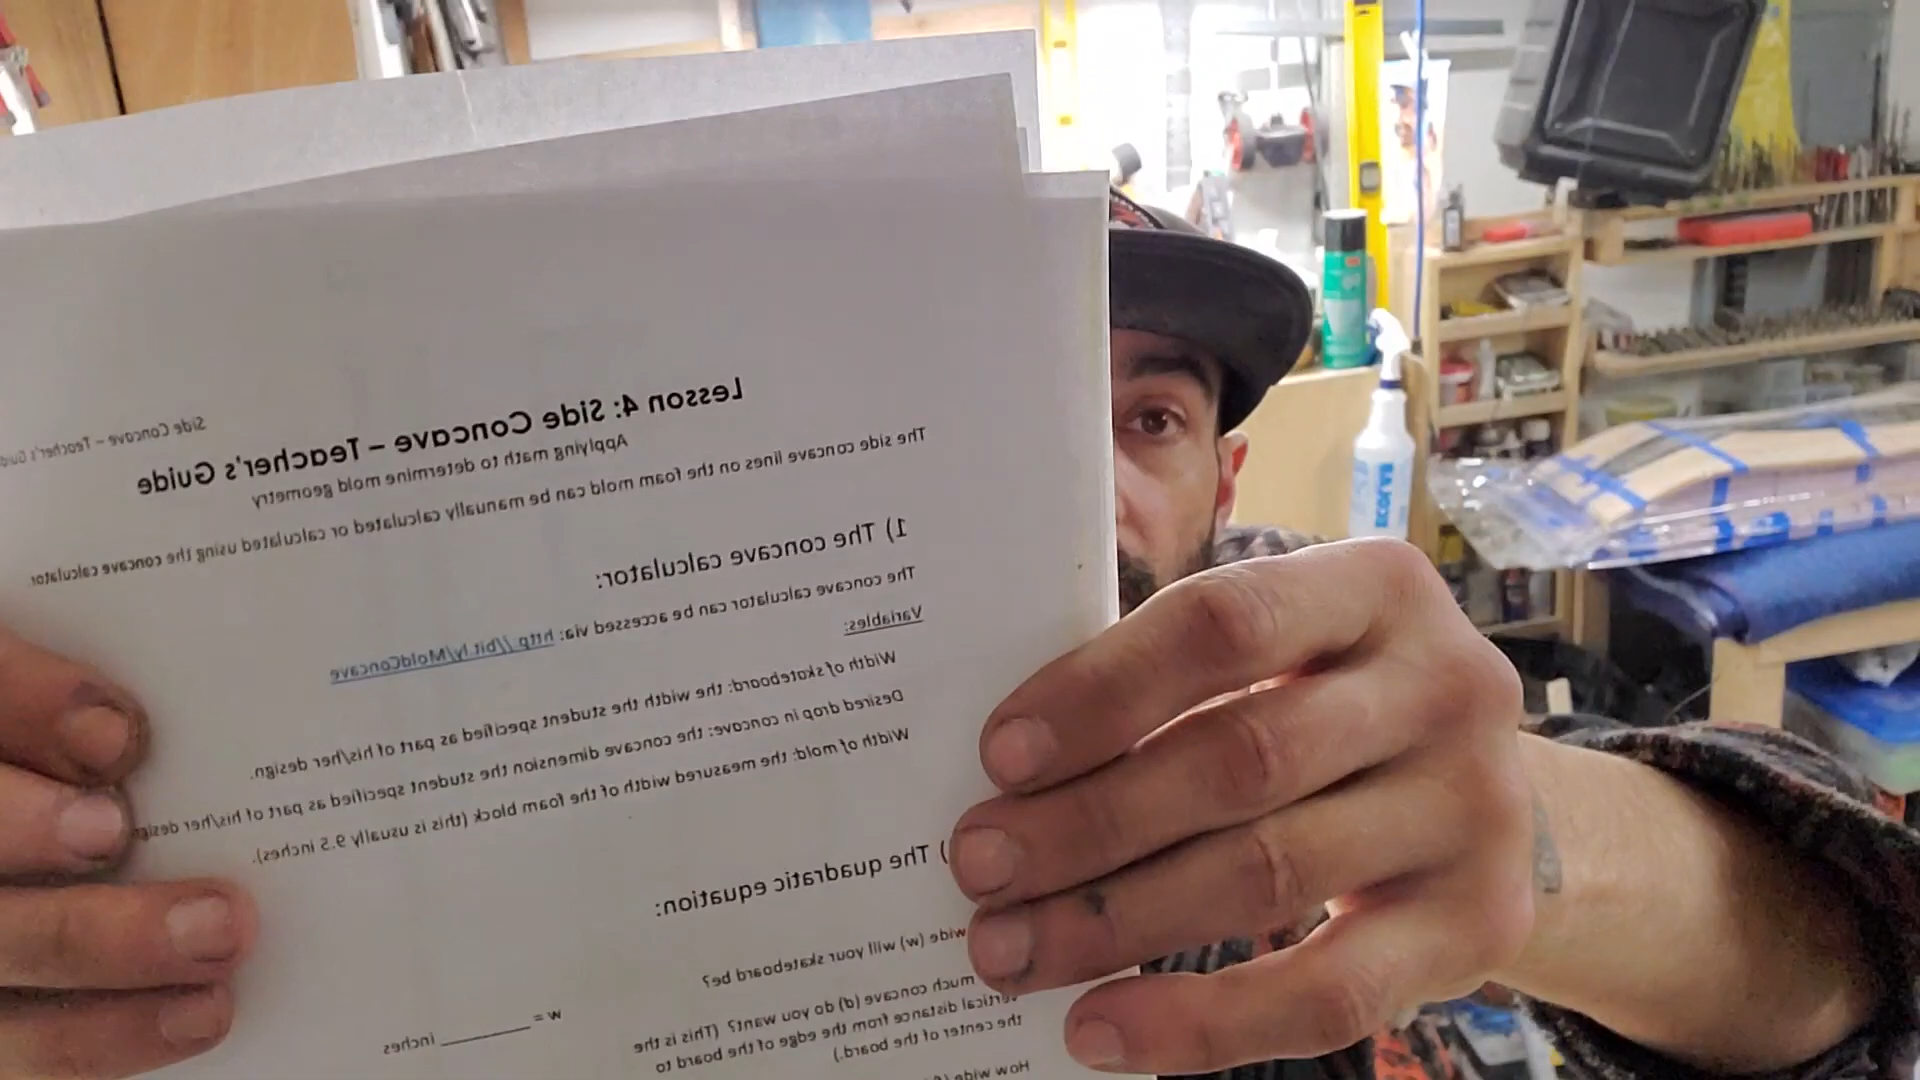 Side Concave – Teacher's Guid
Lesson 4: Side Concave – Teacher's Guide
Applying math to determine mold geometry
The side concave lines on the foam mold can be manually calculated or calculated using the concave calculator
1) The concave calculator:
The concave calculator can be accessed via: http://bit.ly/MoldConcave
Variables:
Width of skateboard: the width the student specified as part of his/her design.
Desired drop in concave: the concave dimension the student specified as part of his/her design
Width of mold: the measured width of the foam block (this is usually 9.5 inches).
) The quadratic equation:
wide (w) will your skateboard be?
w = ________ inches
much concave (d) do you want? (This is the
vertical distance from the edge of the board to
the center of the board.)
How wide